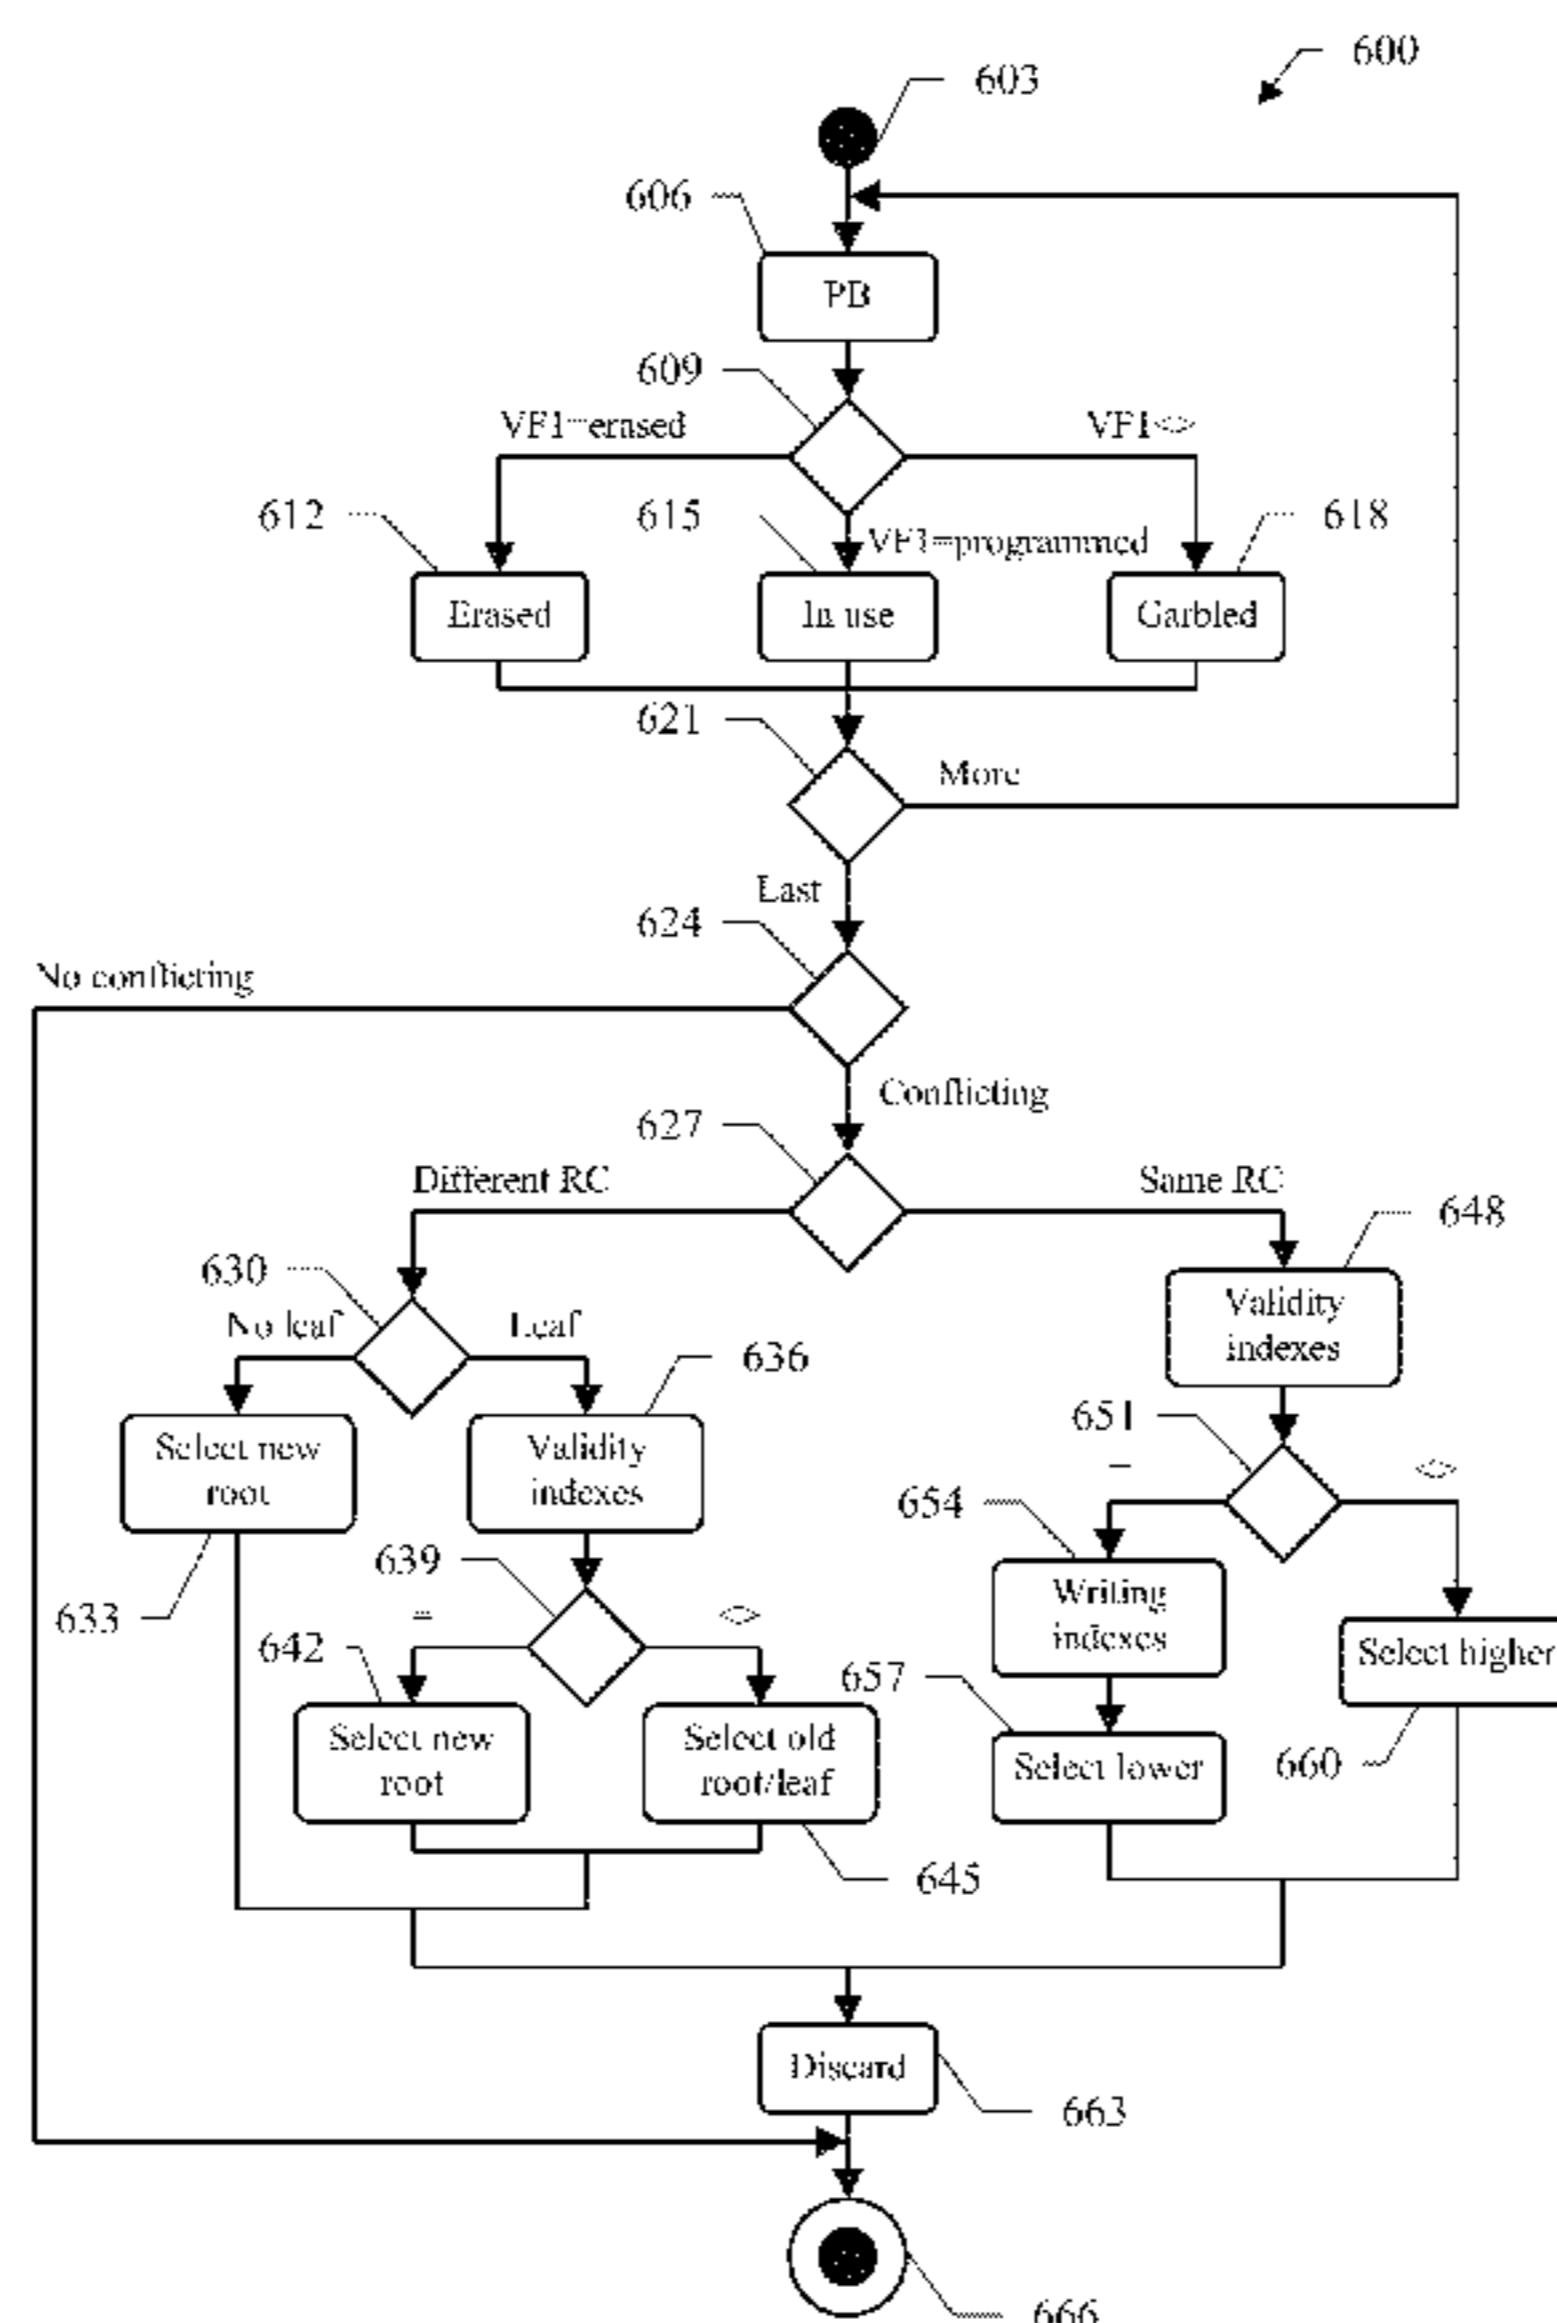 600
603
606
PB
609
VF1=erased
VF1<>
612
615
618
VF1=programmed
Erased
In use
Garbled
621
More
Last
624
No conflicting
Conflicting
627
Different RC
Same RC
648
630
No leaf
Leaf
Validity
indexes
636
651
Select new
root
Validity
indexes
=
<>
654
639
633
=
<>
Writing
indexes
642
Select higher
657
Select new
root
Select old
root/leaf
Select lower
660
645
Discard
663
666